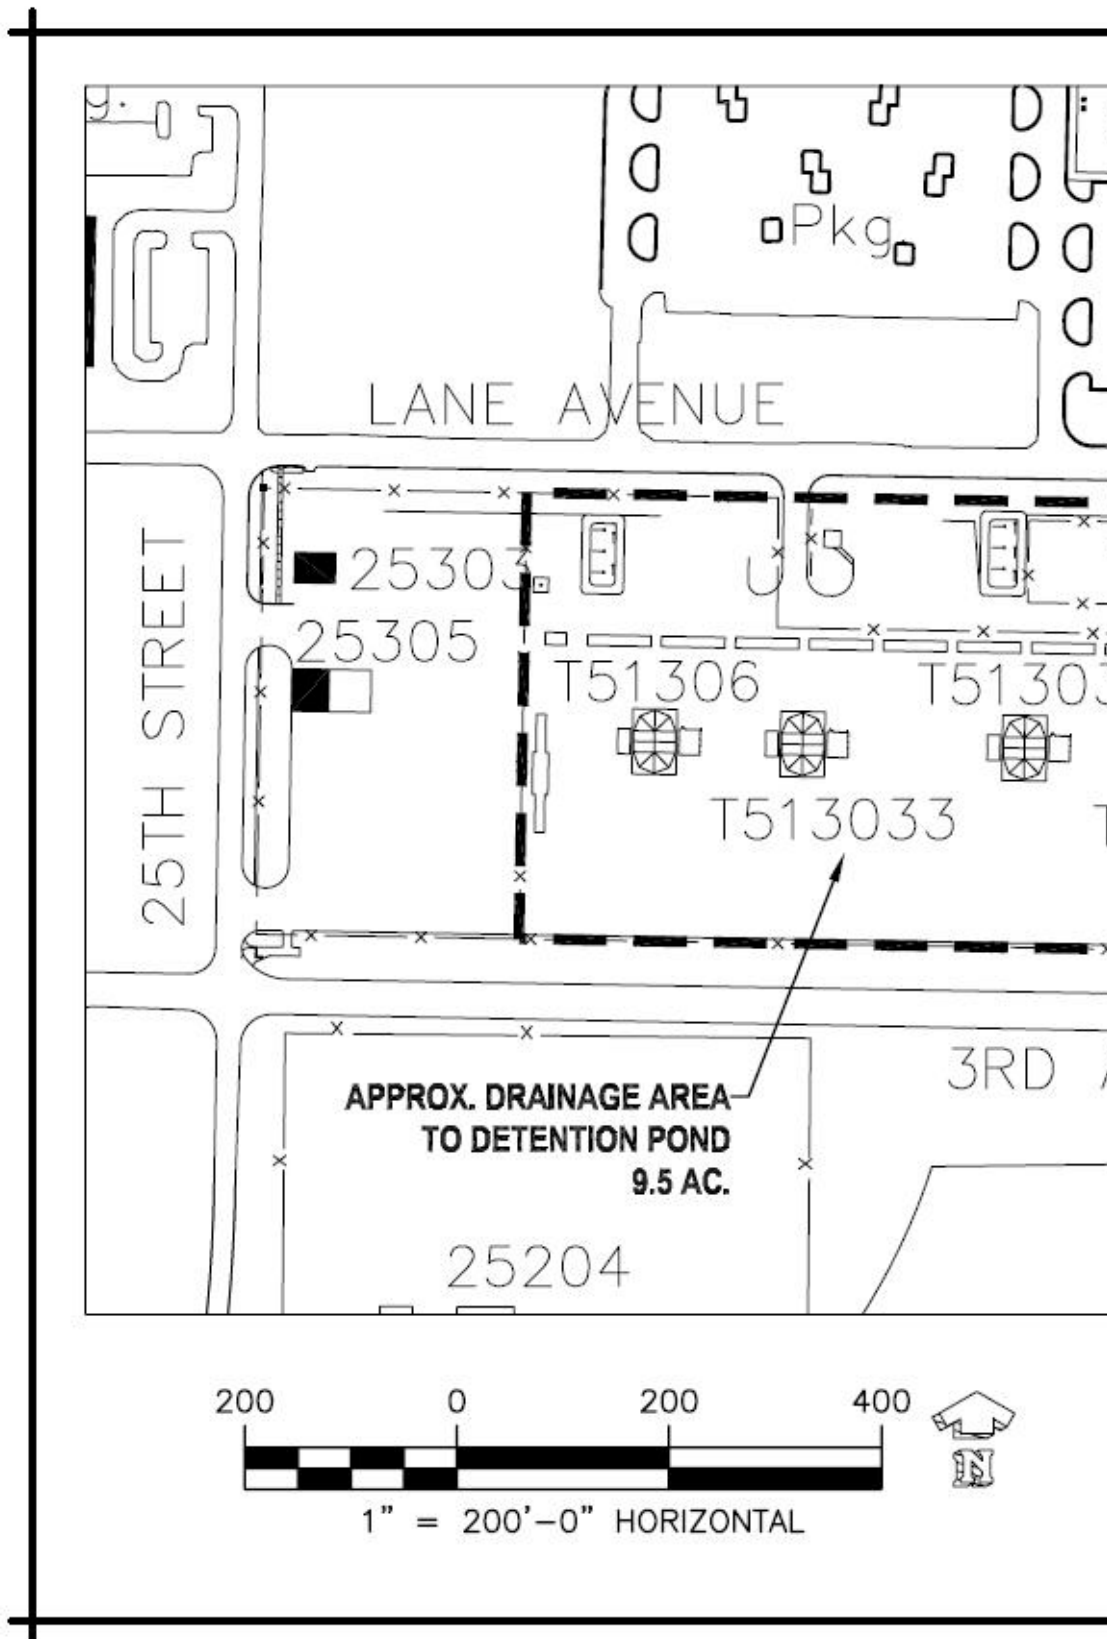 g.
Pkg.
LANE AVENUE
25TH STREET
25303
25305
T51306
T51303
T513033
3RD
APPROX. DRAINAGE AREA
TO DETENTION POND
9.5 AC.
25204
200 0 200 400
N
1" = 200'-0" HORIZONTAL